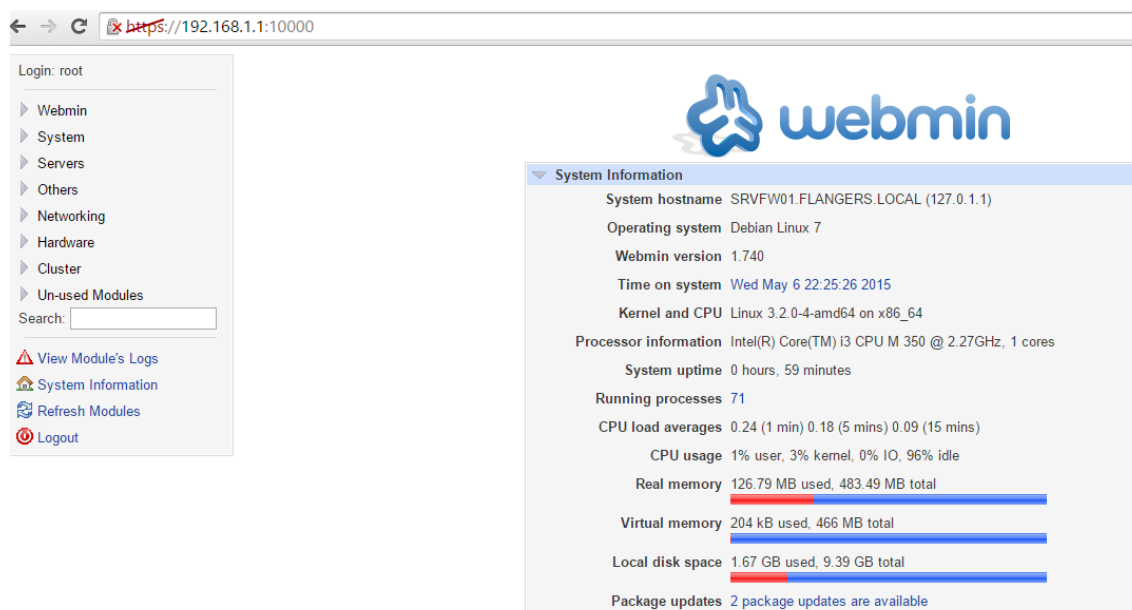 https://192.168.1.1:10000
Login: root
Webmin
System
Servers
Others
Networking
Hardware
Cluster
Un-used Modules
Search:
View Module's Logs
System Information
Refresh Modules
Logout
webmin
System Information
System hostname SRVFW01.FLANGERS.LOCAL (127.0.1.1)
Operating system Debian Linux 7
Webmin version 1.740
Time on system Wed May 6 22:25:26 2015
Kernel and CPU Linux 3.2.0-4-amd64 on x86_64
Processor information Intel(R) Core(TM) i3 CPU M 350 @ 2.27GHz, 1 cores
System uptime 0 hours, 59 minutes
Running processes 71
CPU load averages 0.24 (1 min) 0.18 (5 mins) 0.09 (15 mins)
CPU usage 1% user, 3% kernel, 0% IO, 96% idle
Real memory 126.79 MB used, 483.49 MB total
Virtual memory 204 kB used, 466 MB total
Local disk space 1.67 GB used, 9.39 GB total
Package updates 2 package updates are available